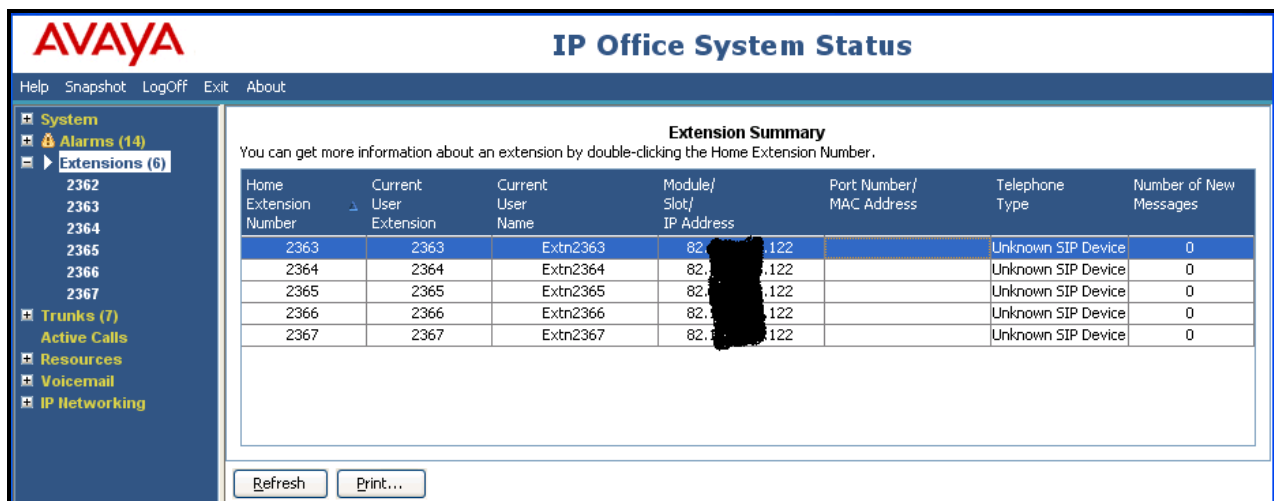 AVAYA
IP Office System Status
Help Snapshot LogOff Exit About
System
Alarms (14)
Extensions (6)
2362
2363
2364
2365
2366
2367
Trunks (7)
Active Calls
Resources
Voicemail
IP Networking
Extension Summary
You can get more information about an extension by double-clicking the Home Extension Number.
Home Extension Number Current User Extension Current User Name Module/ Slot/ IP Address Port Number/ MAC Address Telephone Type Number of New Messages
2363 2363 Extn2363 82. .122 Unknown SIP Device 0
2364 2364 Extn2364 82. .122 Unknown SIP Device 0
2365 2365 Extn2365 82. .122 Unknown SIP Device 0
2366 2366 Extn2366 82. .122 Unknown SIP Device 0
2367 2367 Extn2367 82. 122 Unknown SIP Device 0
Refresh Print...